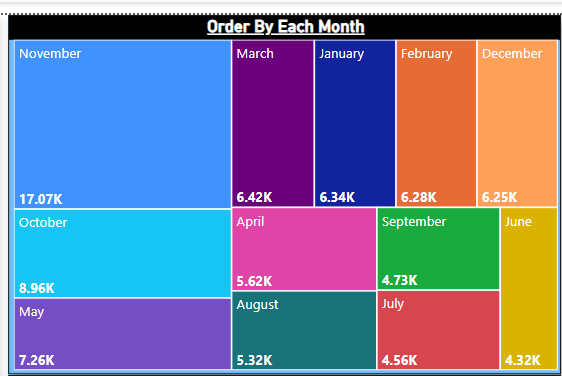 Order By Each Month
November
17.07K
October
8.96K
May
7.26K
March
6.42K
January
6.34K
February
6.28K
December
6.25K
April
5.62K
August
5.32K
September
4.73K
July
4.56K
June
4.32K